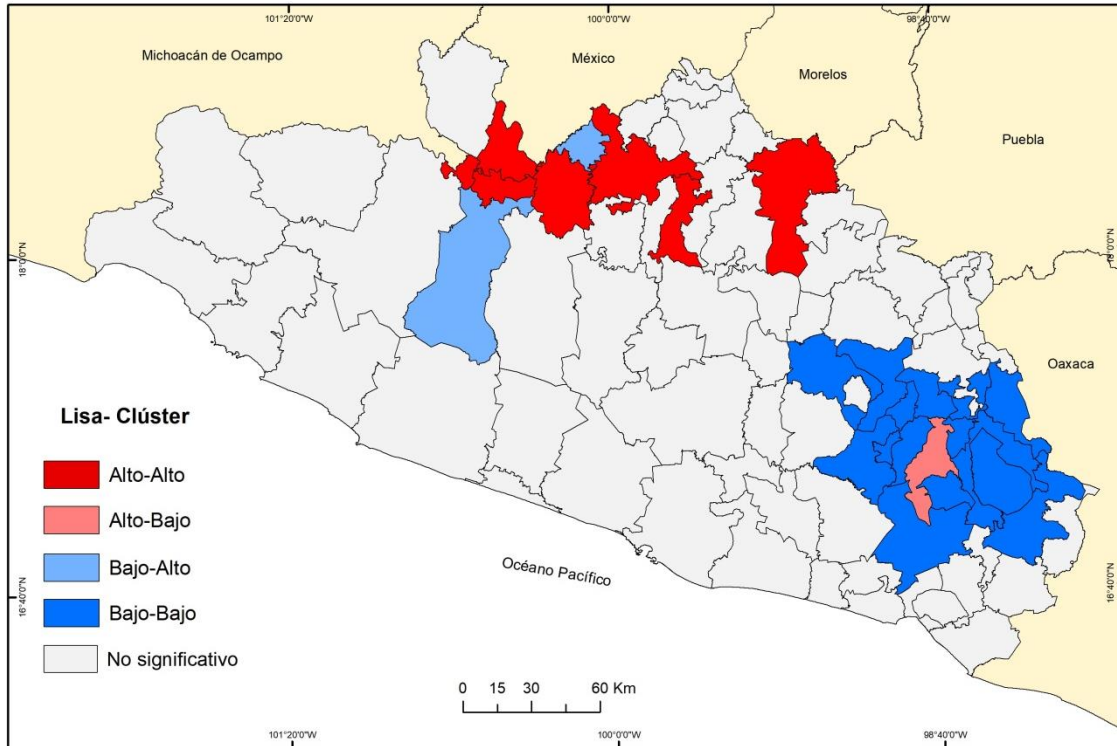 101°20'0"W
100°0'0"W
98°40'0"W
Michoacán de Ocampo
México
Morelos
Puebla
18°0'0"N
18°0'0"N
Oaxaca
Lisa- Clúster
Alto-Alto
Alto-Bajo
Bajo-Alto
Bajo-Bajo
No significativo
Océano Pacífico
16°40'0"N
16°40'0"N
0 15 30 60 Km
101°20'0"W
100°0'0"W
98°40'0"W